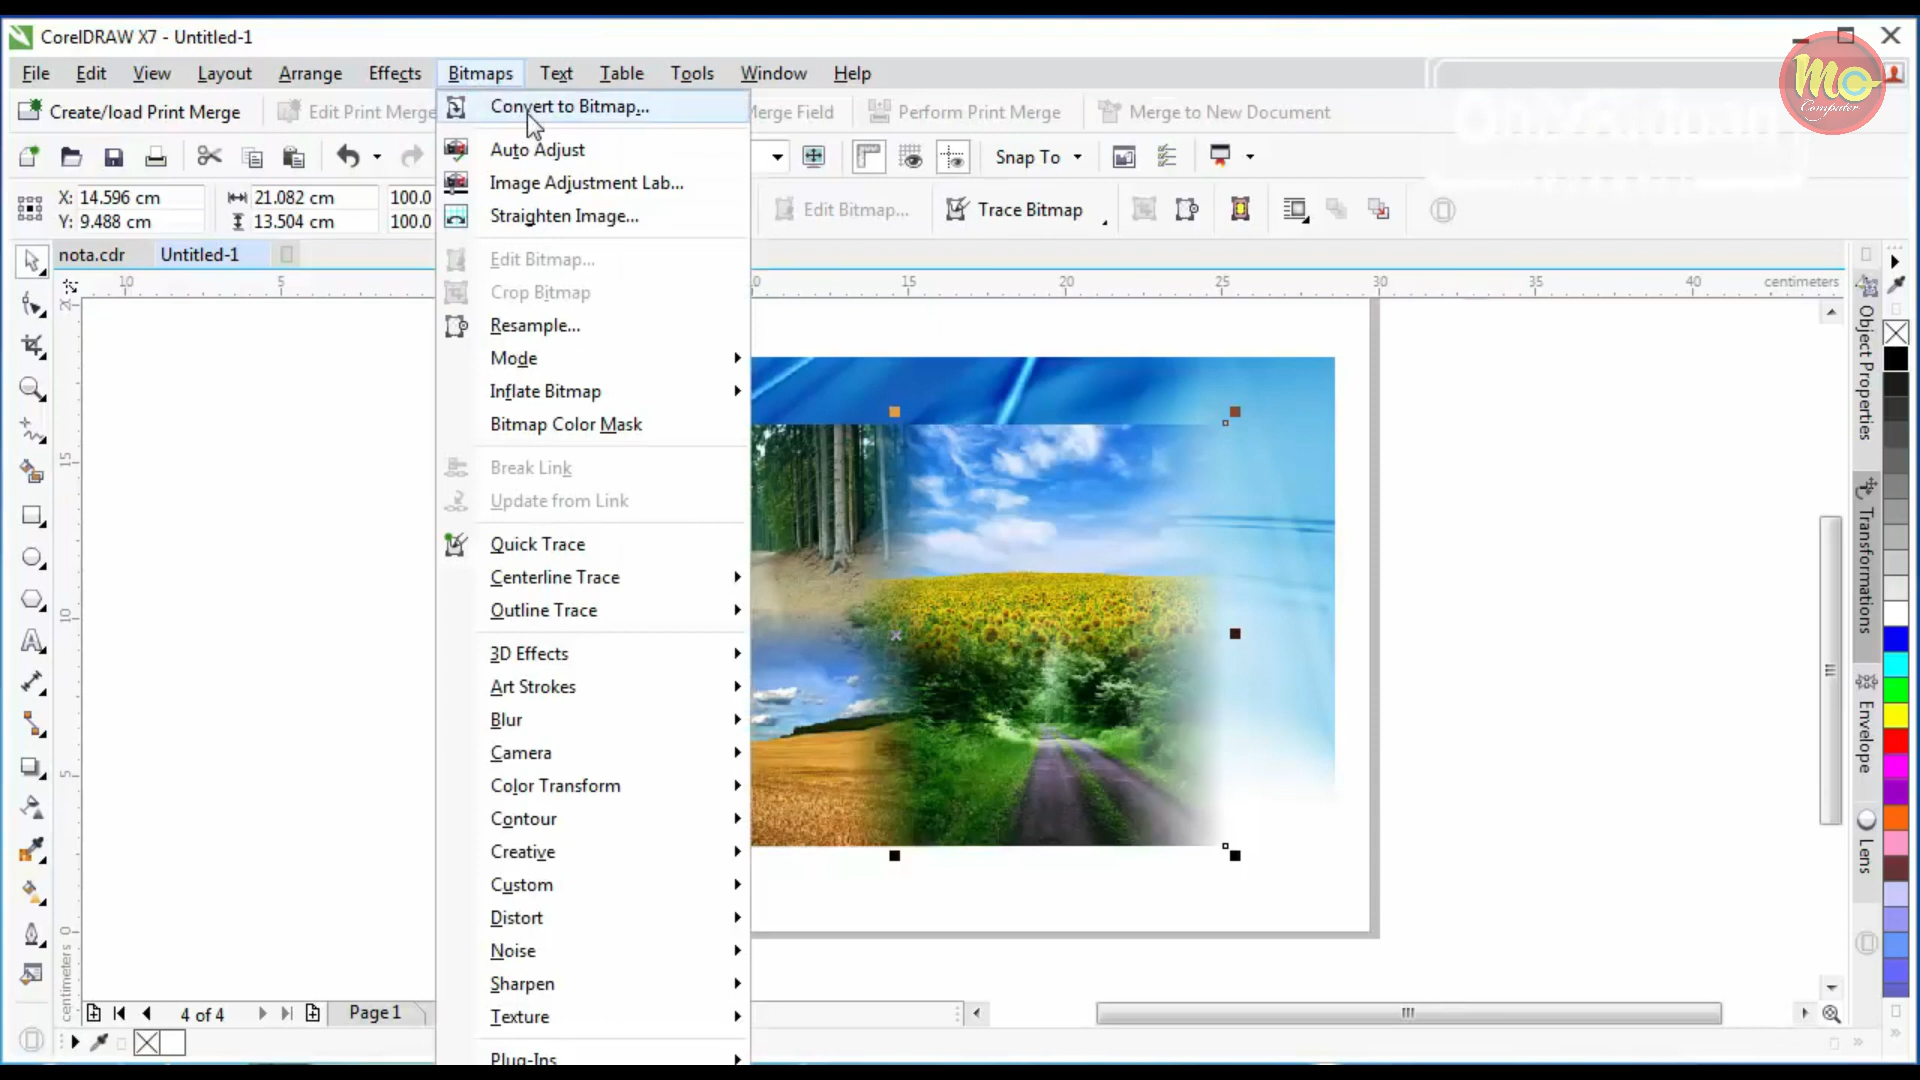 CorelDRAW X7 - Untitled-1
File Edit View Layout Arrange Effects Bitmaps Text Table Tools Window Help
Create/load Print Merge Edit Print Merge Merge Field Perform Print Merge Merge to New Document
Snap To
X: 14.596 cm 21.082 cm 100.0
Y: 9.488 cm 13.504 cm 100.0
Edit Bitmap... Trace Bitmap
nota.cdr Untitled-1
10 5 15 20 25 30 35 40 centimeters
Convert to Bitmap...
Auto Adjust
Image Adjustment Lab...
Straighten Image...
Edit Bitmap...
Crop Bitmap
Resample...
Mode
Inflate Bitmap
Bitmap Color Mask
Break Link
Update from Link
Quick Trace
Centerline Trace
Outline Trace
3D Effects
Art Strokes
Blur
Camera
Color Transform
Contour
Creative
Custom
Distort
Noise
Sharpen
Texture
Plug-Ins
15
10
5
0
centimeters
Object Properties
Transformations
Envelope
Lens
4 of 4 Page 1
MC
Computer